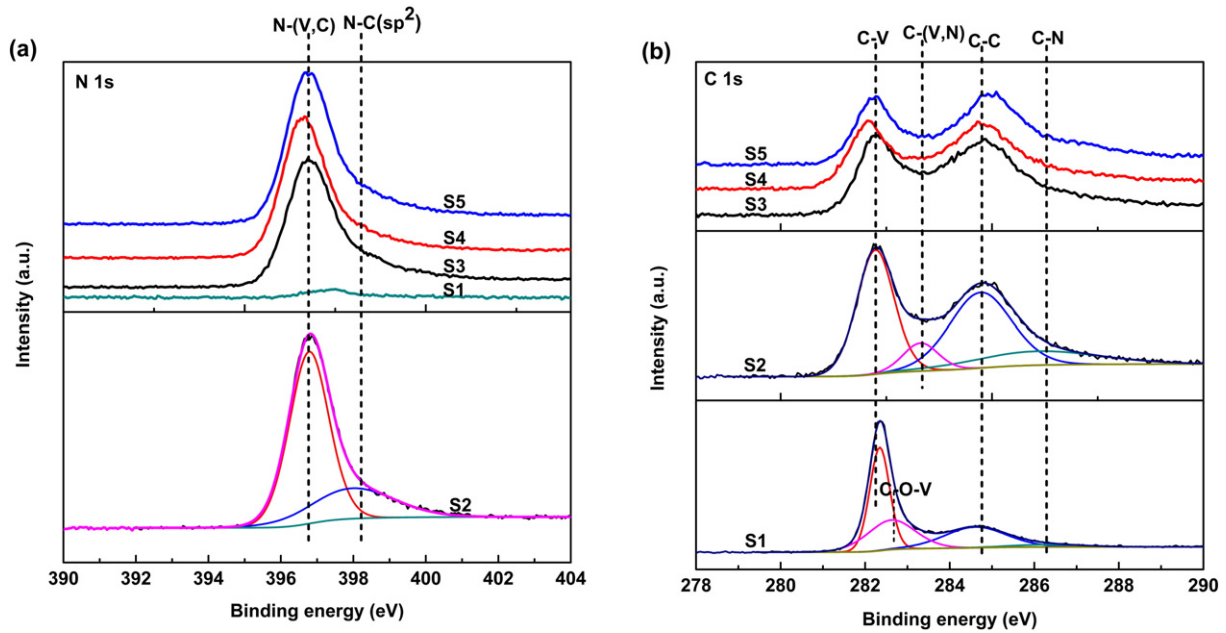 (a)
N-(V,C) N-C(sp²)
N 1s
S5
S4
S3
S1
S2
Intensity (a.u.)
390 392 394 396 398 400 402 404
Binding energy (eV)
(b)
C-V C-(V,N) C-C C-N
C 1s
S5
S4
S3
S2
C-O-V
S1
Intensity (a.u.)
278 280 282 284 286 288 290
Binding energy (eV)